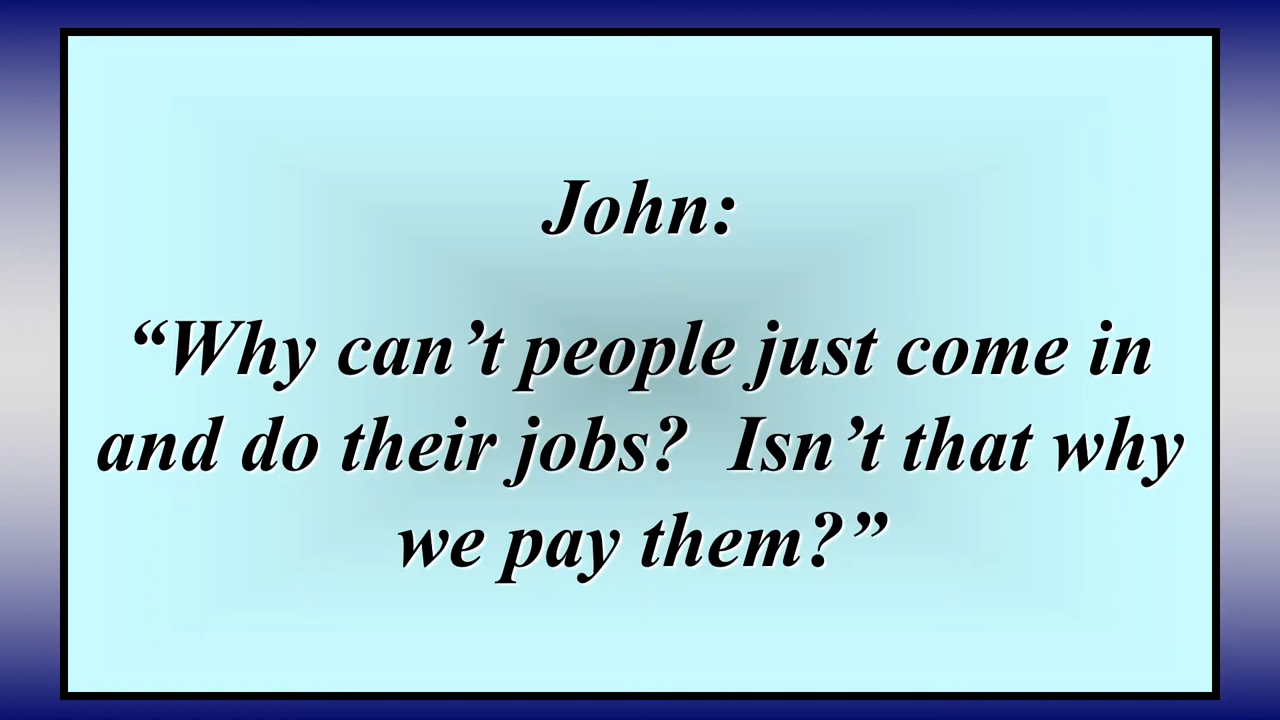 John:
“Why can’t people just come in
and do their jobs?  Isn’t that why
we pay them?”